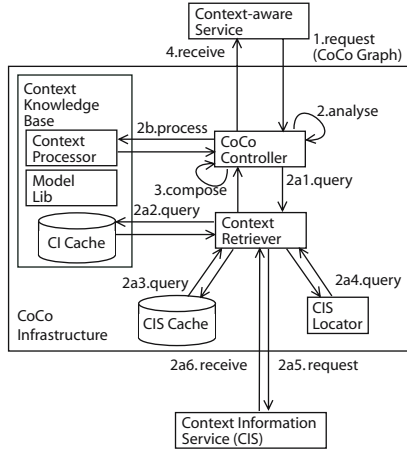 Context-aware
Service
4.receive
1.request
(CoCo Graph)
Context
Knowledge
Base
2.analyse
2b.process
Context
Processor
CoCo
Controller
Model
Lib
3.compose
2a1.query
2a2.query
CI Cache
Context
Retriever
2a3.query
2a4.query
CIS Cache
CIS
Locator
CoCo
Infrastructure
2a6.receive
2a5.request
Context Information
Service (CIS)